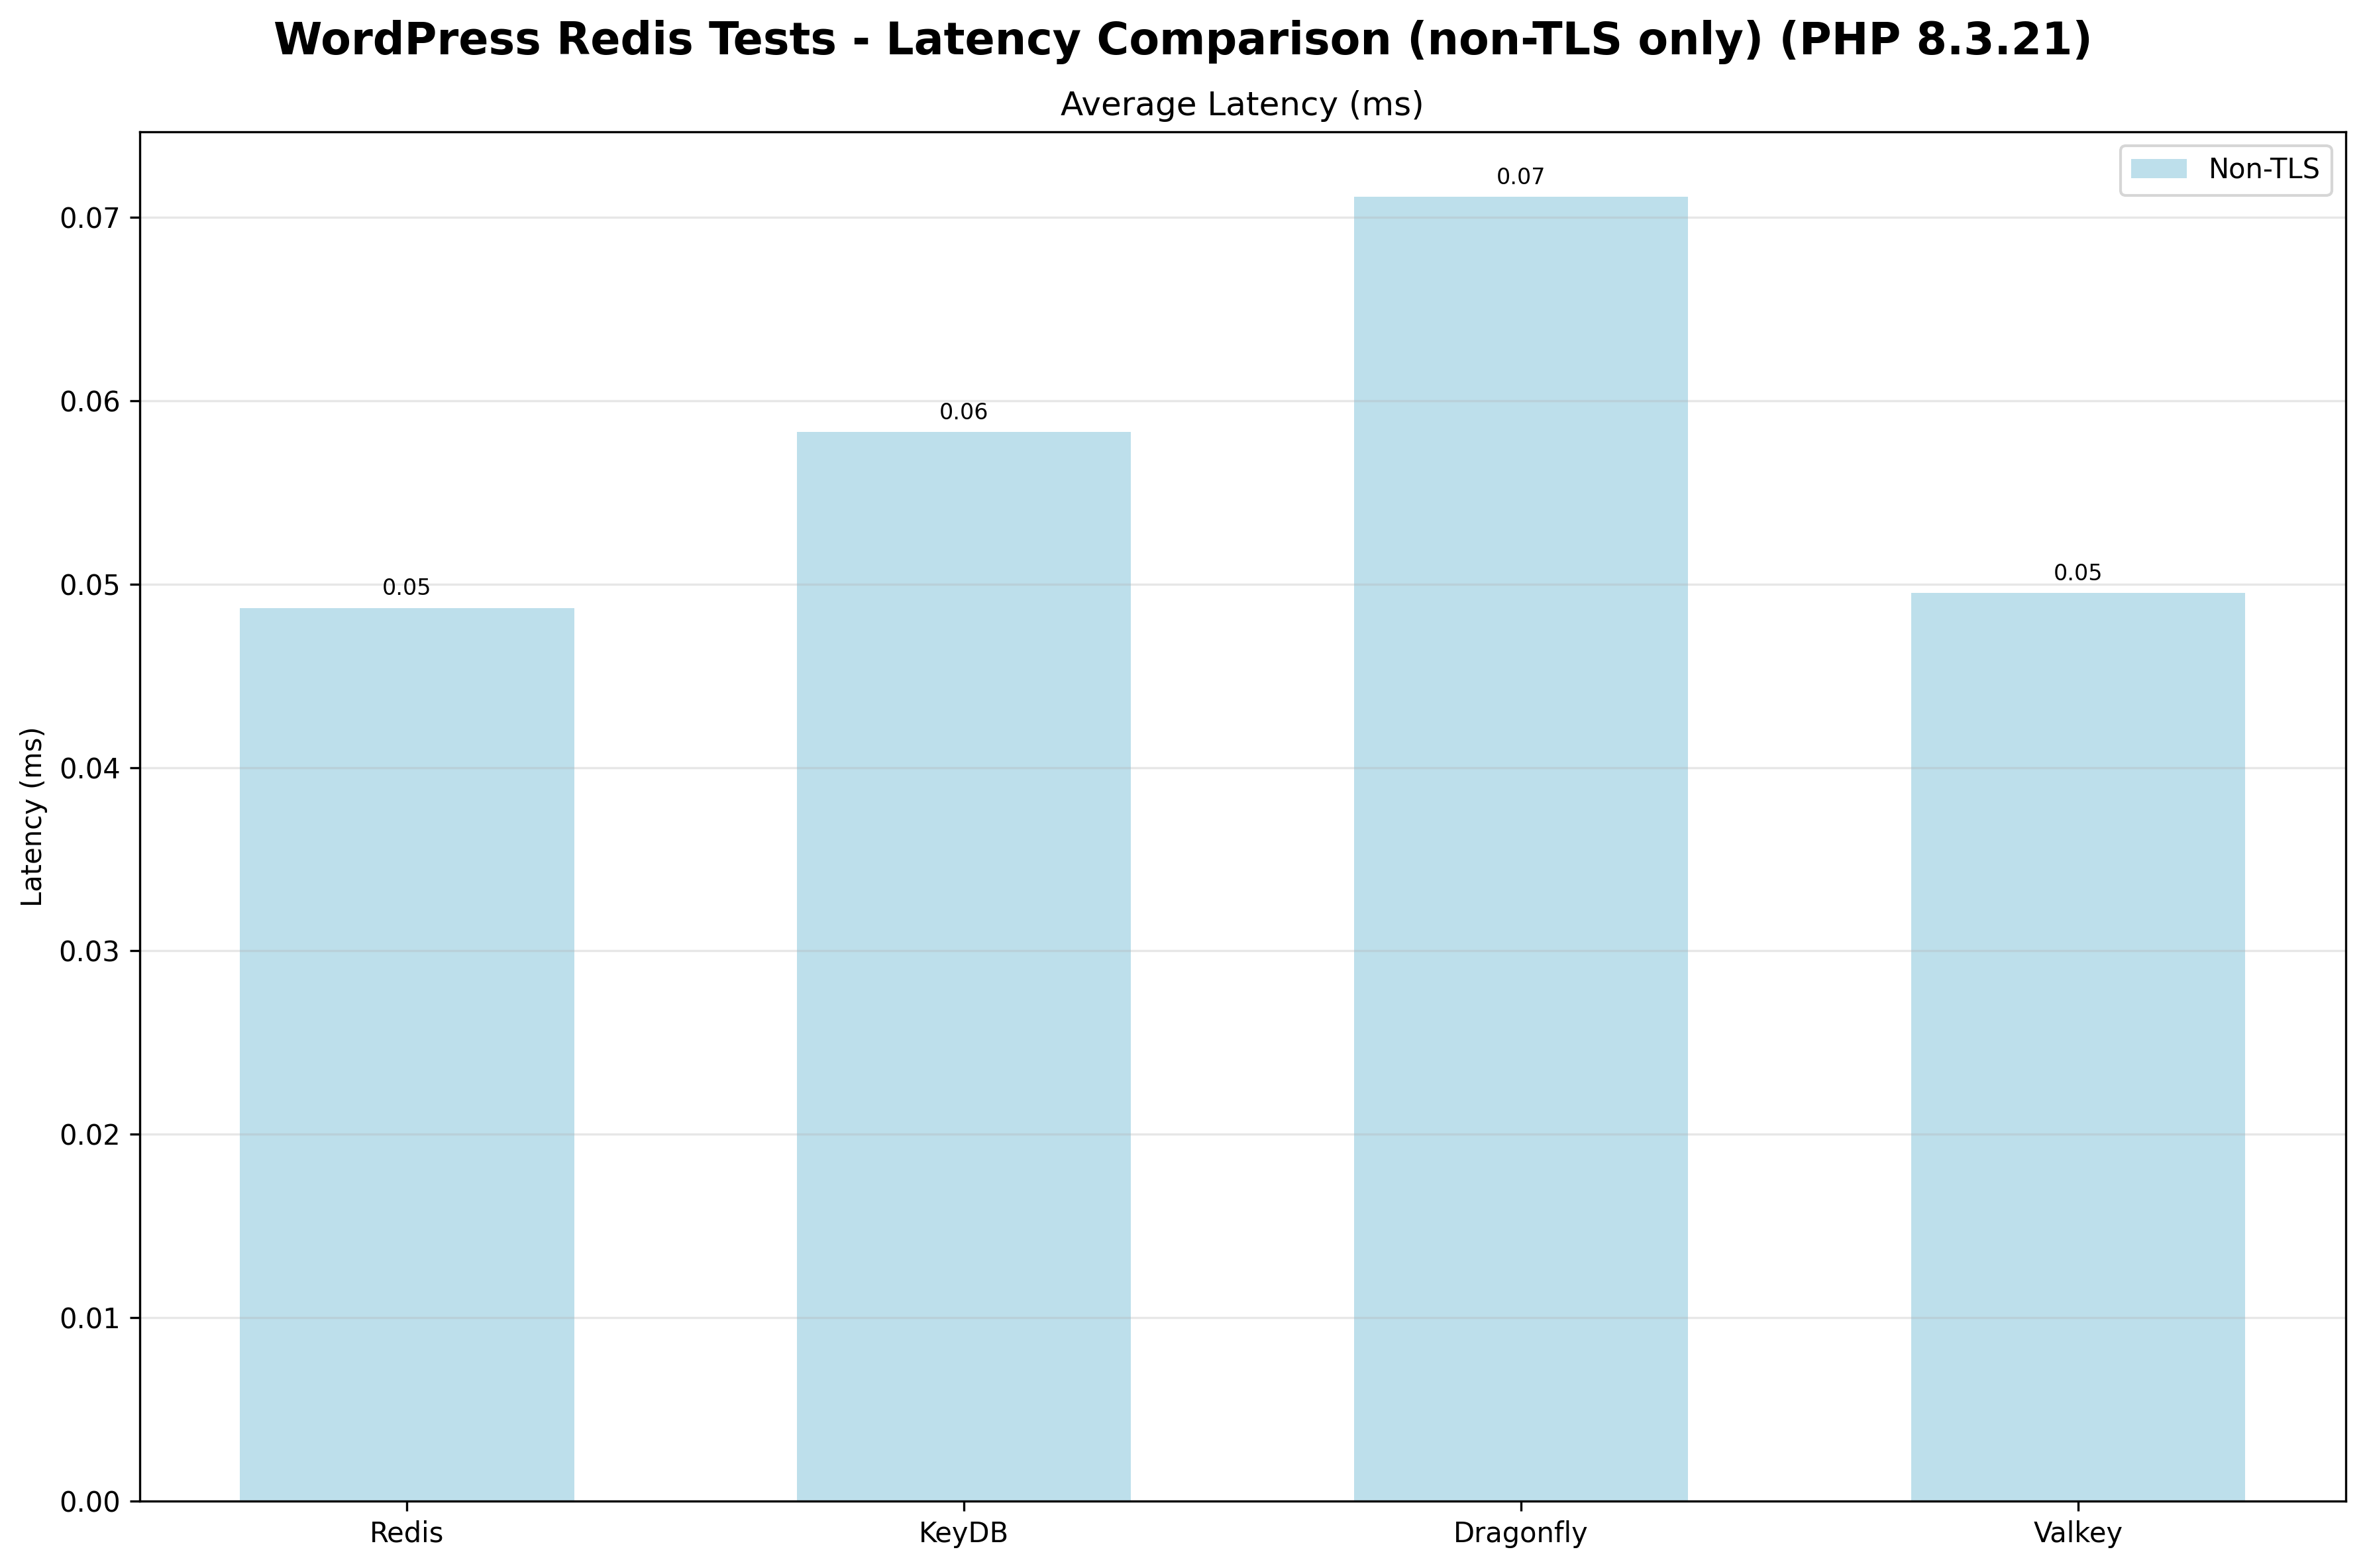 WordPress Redis Tests - Latency Comparison (non-TLS only) (PHP 8.3.21)
Average Latency (ms)
Non-TLS
Latency (ms)
0.07
0.06
0.05
0.04
0.03
0.02
0.01
0.00
0.05
0.06
0.07
0.05
Redis
KeyDB
Dragonfly
Valkey